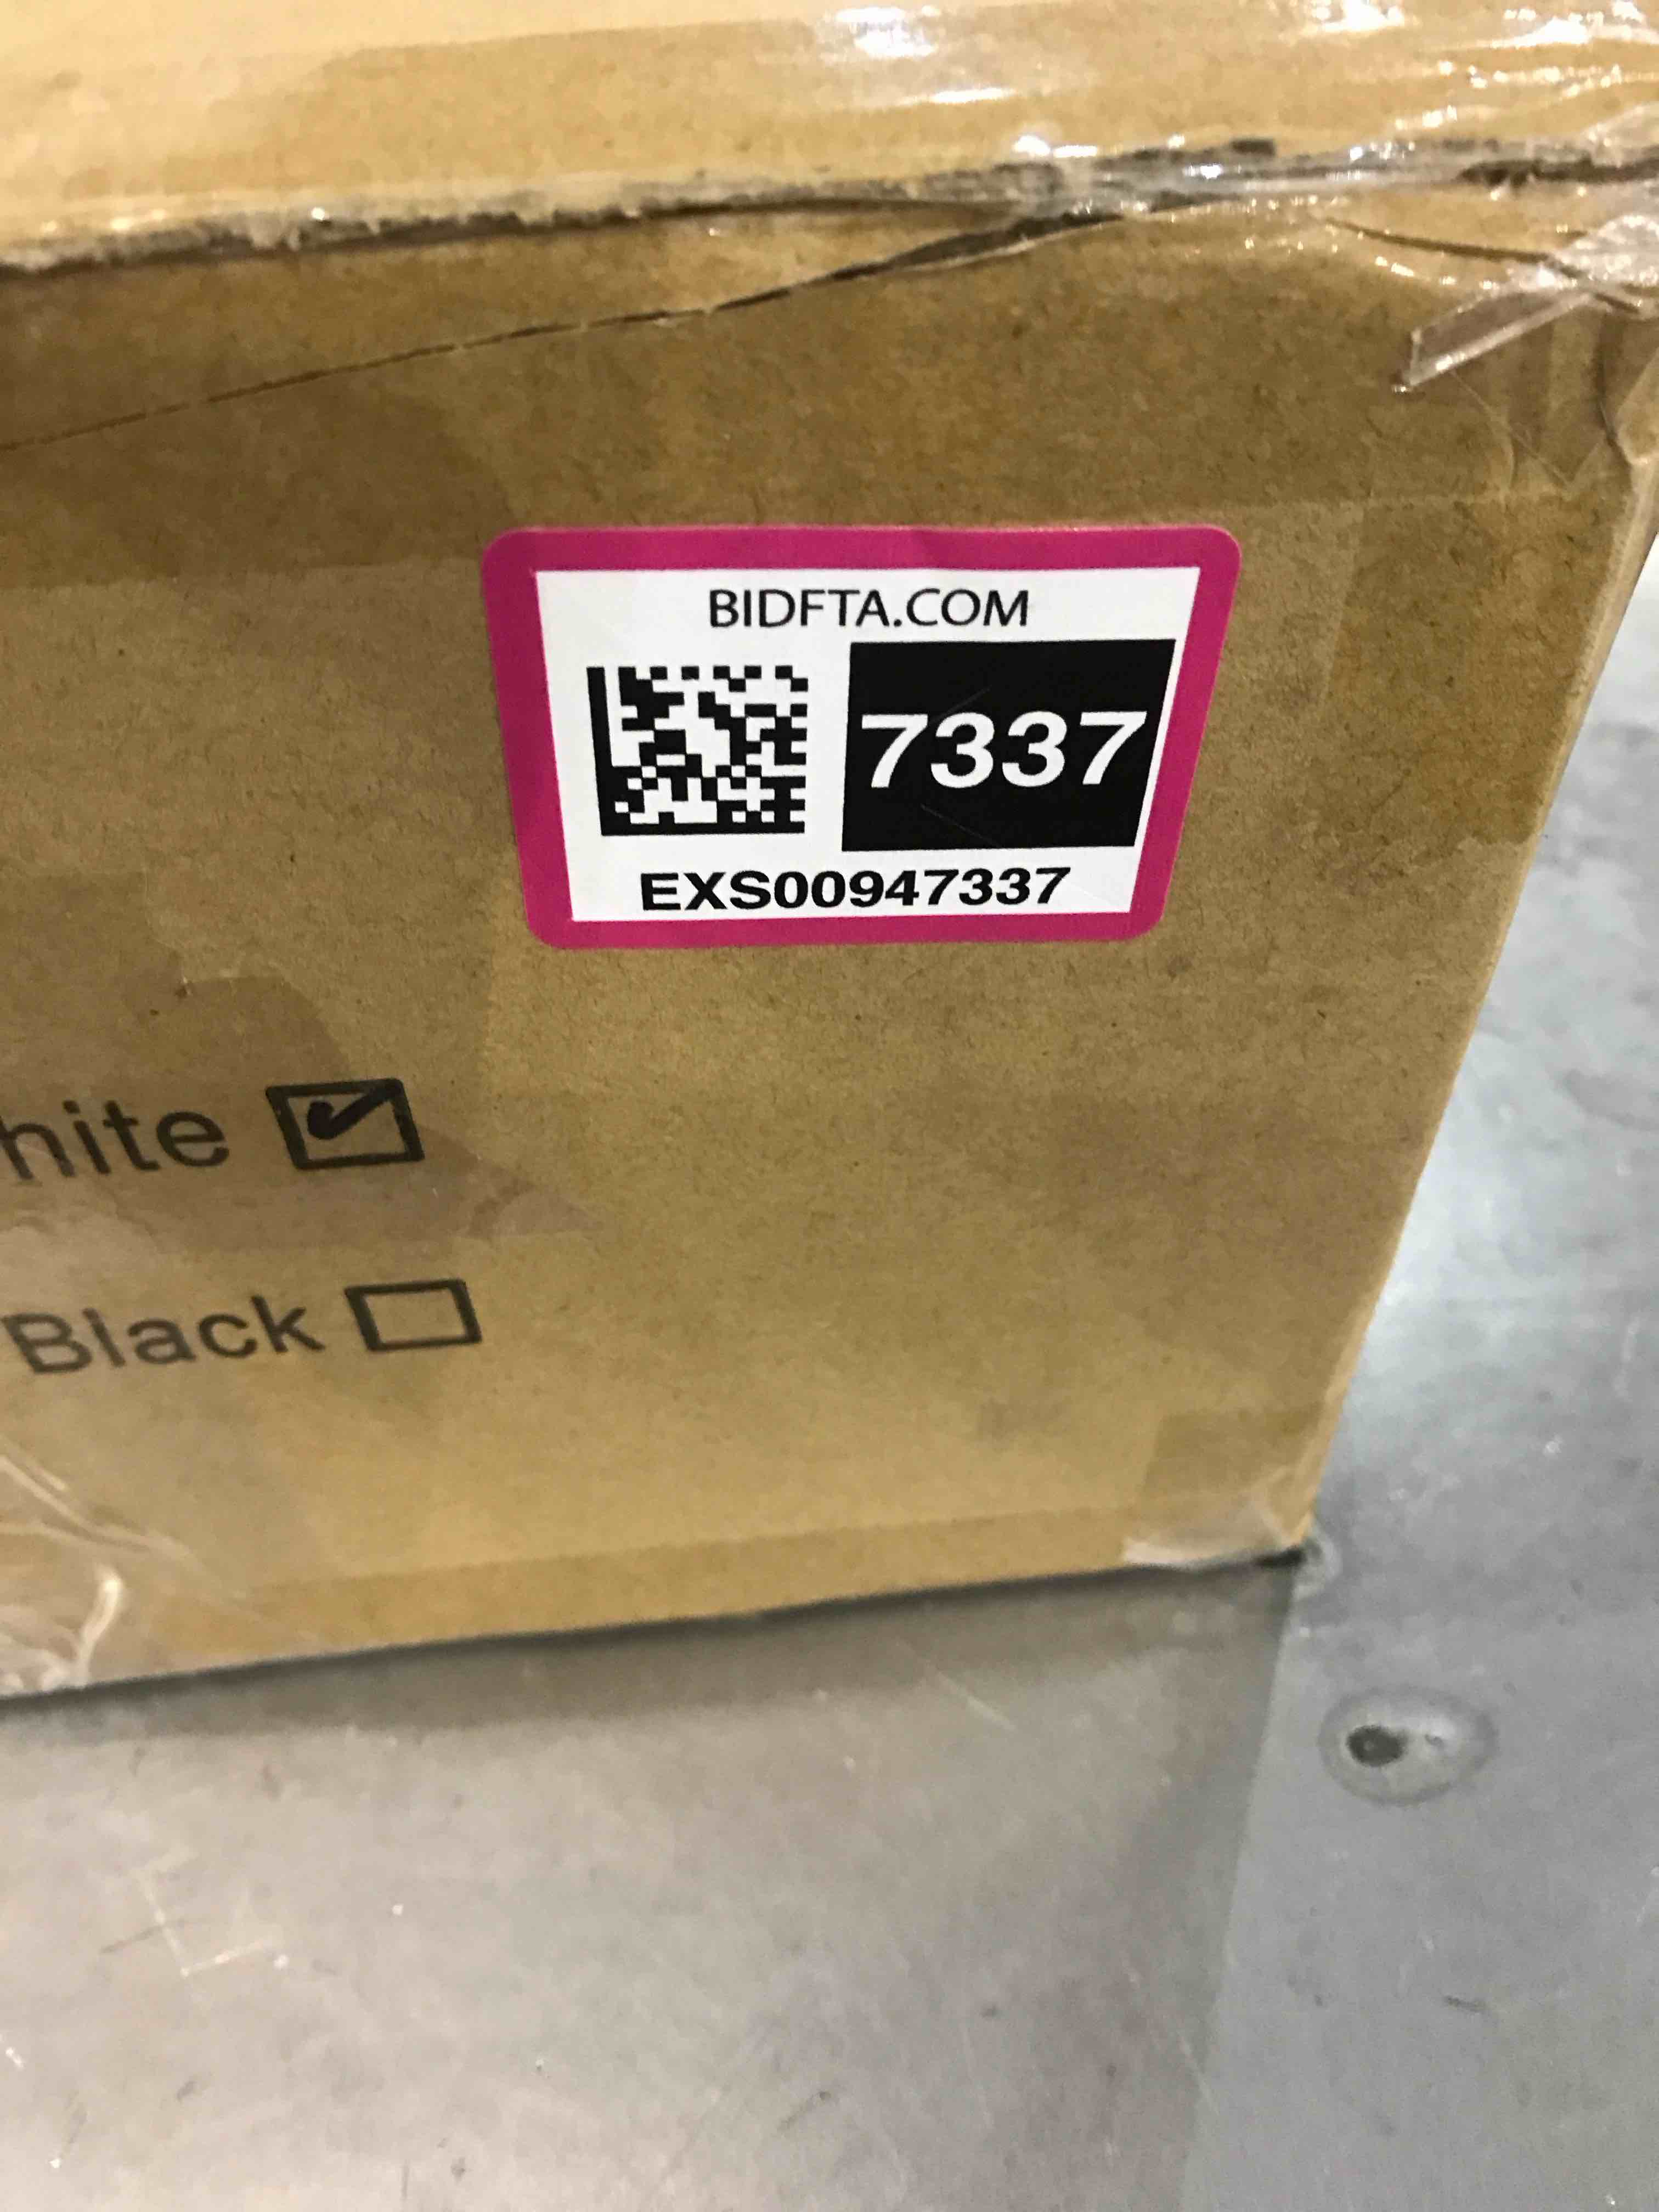 BIDFTA.COM
7337
EXS00947337
hite
Black